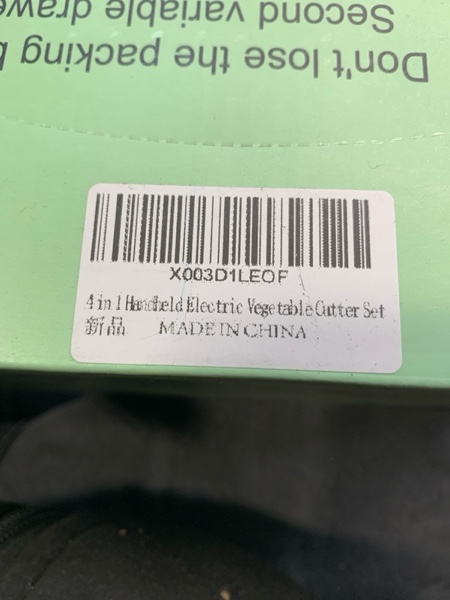 Don't lose the packing b
Second variable drawe
X003D1LEOF
4 in 1 Handheld Electric Vegetable Cutter Set
新品 MADE IN CHINA